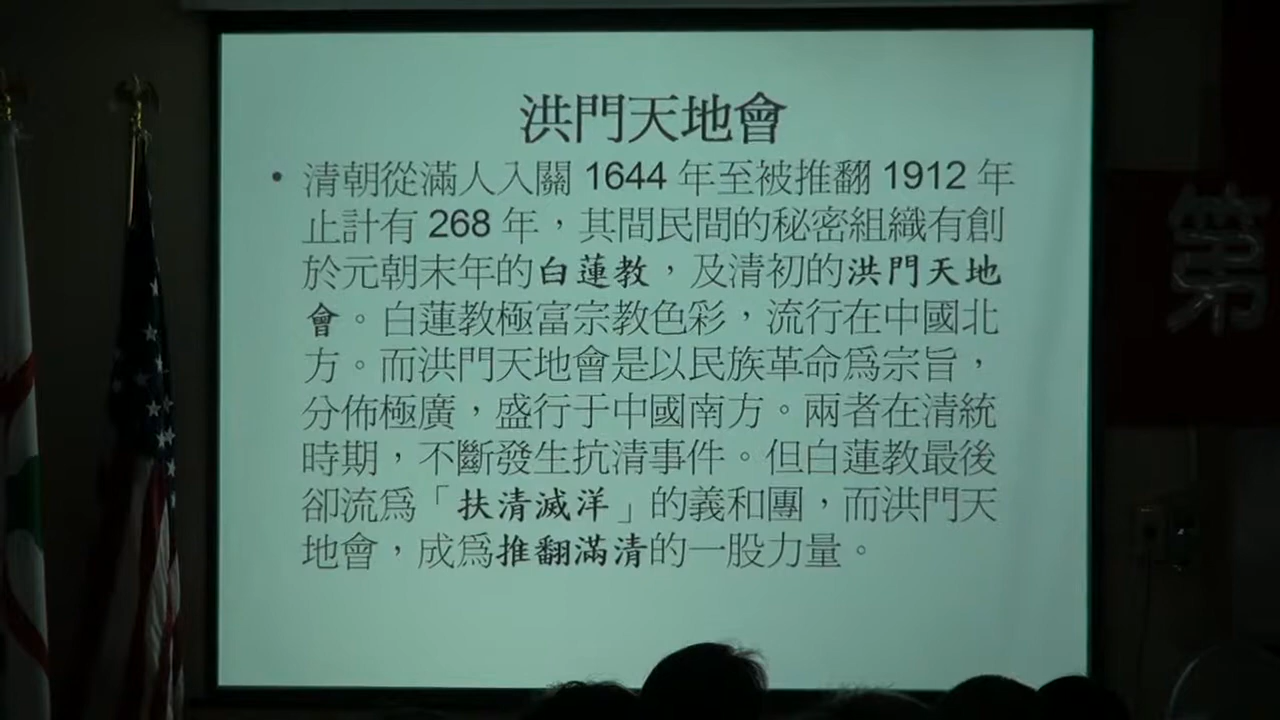 洪門天地會
• 清朝從滿人入關 1644 年至被推翻 1912 年
止計有 268 年，其間民間的秘密組織有創
於元朝末年的白蓮教，及清初的洪門天地
會。白蓮教極富宗教色彩，流行在中國北
方。而洪門天地會是以民族革命為宗旨，
分佈極廣，盛行于中國南方。兩者在清統
時期，不斷發生抗清事件。但白蓮教最後
卻流為「扶清滅洋」的義和團，而洪門天
地會，成為推翻滿清的一股力量。
第